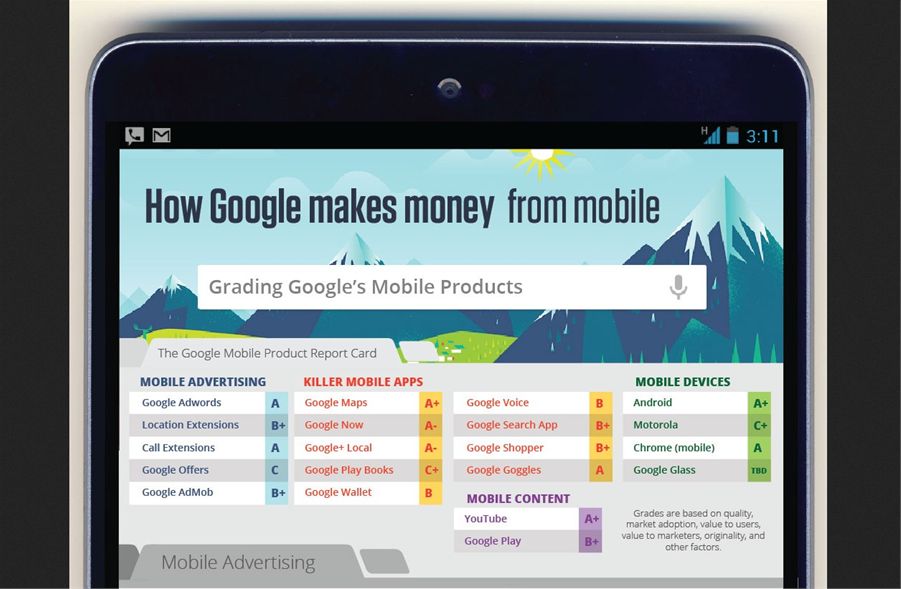 H 3:11
How Google makes money from mobile
Grading Google's Mobile Products
The Google Mobile Product Report Card
MOBILE ADVERTISING
Google Adwords A
Location Extensions B+
Call Extensions A
Google Offers C
Google AdMob B+
KILLER MOBILE APPS
Google Maps A+
Google Now A-
Google+ Local A-
Google Play Books C+
Google Wallet B
Google Voice B
Google Search App B+
Google Shopper B+
Google Goggles A
MOBILE CONTENT
YouTube A+
Google Play B+
MOBILE DEVICES
Android A+
Motorola C+
Chrome (mobile) A
Google Glass TBD
Grades are based on quality,
market adoption, value to users,
value to marketers, originality, and
other factors.
Mobile Advertising